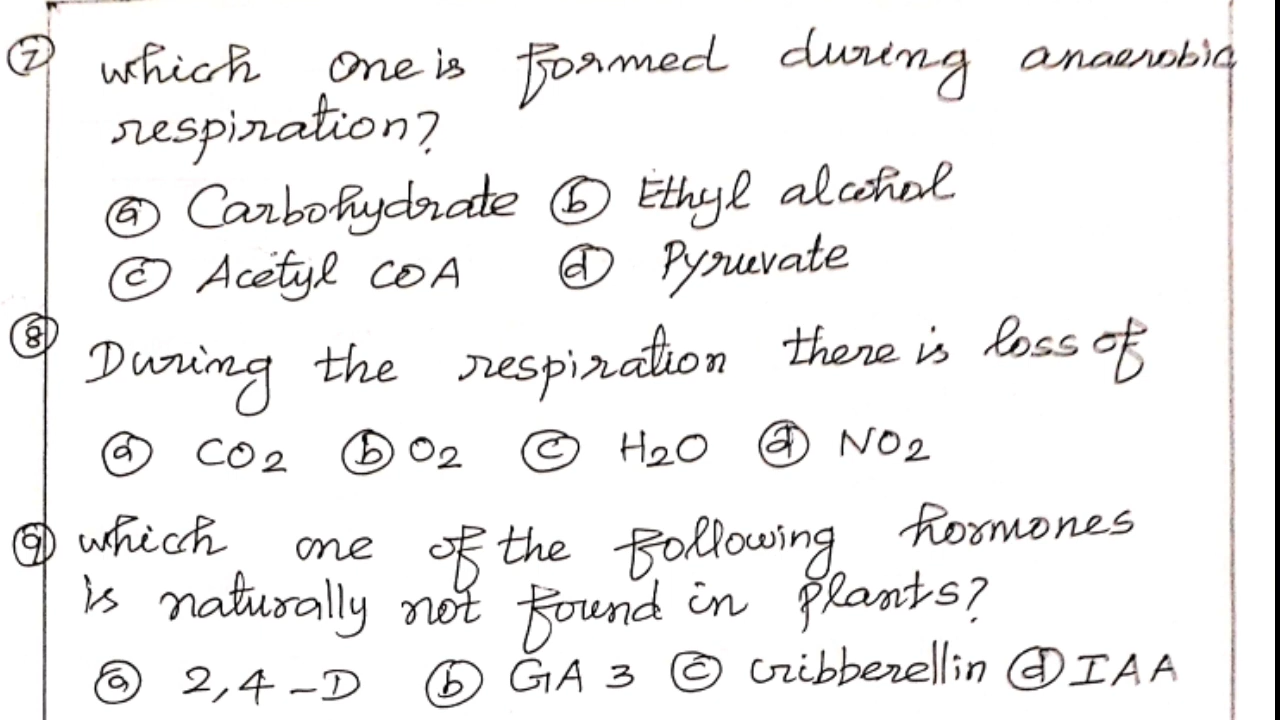 ⑦ which one is formed during anaerobic
respiration?
ⓐ Carbohydrate ⓑ Ethyl alcohol
ⓒ Acetyl COA ⓓ Pyruvate
⑧ During the respiration there is loss of
ⓐ CO2 ⓑ O2 ⓒ H2O ⓓ NO2
⑨ which one of the following hormones
is naturally not found in plants?
ⓐ 2,4-D ⓑ GA 3 ⓒ Gribberellin ⓓ IAA